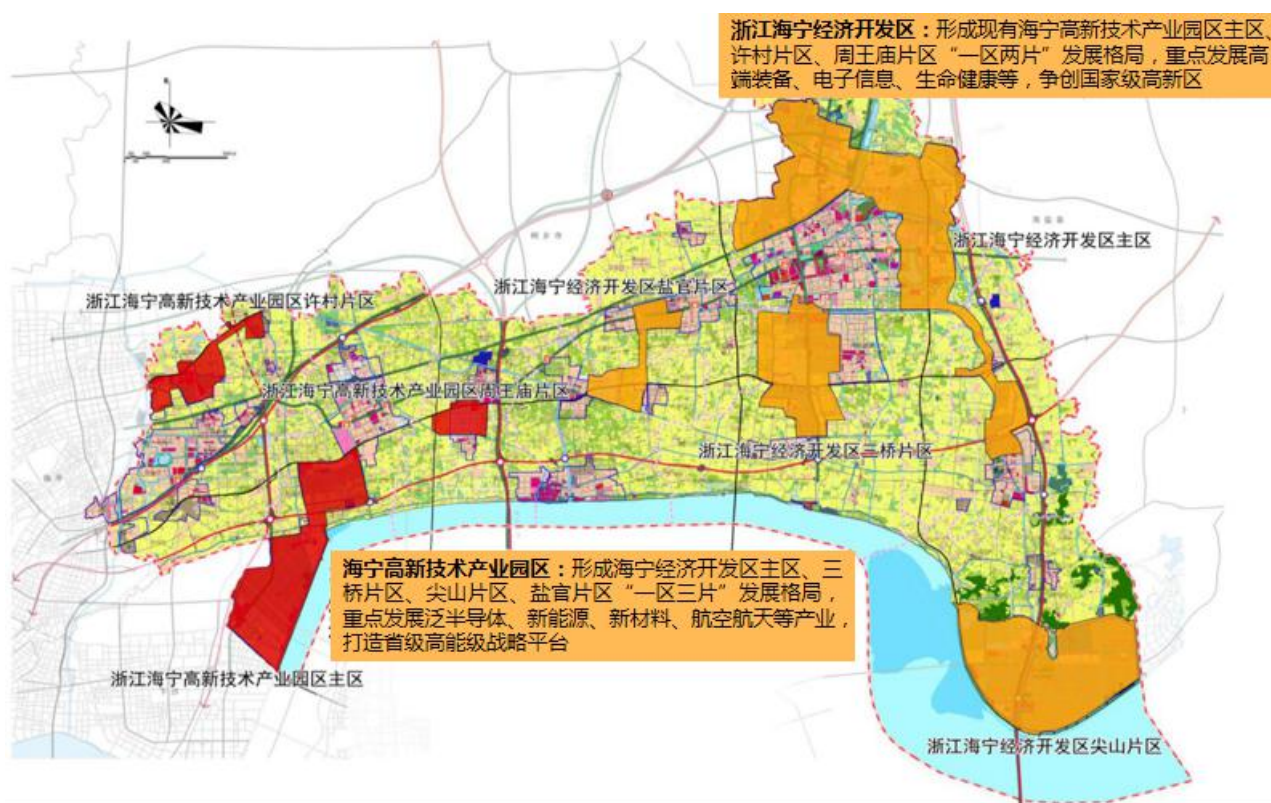 浙江海宁经济开发区：形成现有海宁高新技术产业园区主区、
许村片区、周王庙片区“一区两片”发展格局，重点发展高
端装备、电子信息、生命健康等，争创国家级高新区
浙江海宁经济开发区主区
浙江海宁经济开发区盐官片区
浙江海宁高新技术产业园区许村片区
浙江海宁高新技术产业园区周王庙片区
浙江海宁经济开发区二桥片区
海宁高新技术产业园区：形成海宁经济开发区主区、三
桥片区、尖山片区、盐官片区“一区三片”发展格局，
重点发展泛半导体、新能源、新材料、航空航天等产业，
打造省级高能级战略平台
浙江海宁高新技术产业园区主区
浙江海宁经济开发区尖山片区